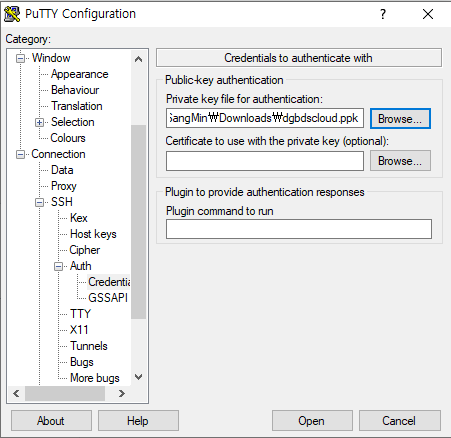 PuTTY Configuration
Category:
Window
Appearance
Behaviour
Translation
Selection
Colours
Connection
Data
Proxy
SSH
Kex
Host keys
Cipher
Auth
Credentia
GSSAPI
TTY
X11
Tunnels
Bugs
More bugs
Credentials to authenticate with
Public-key authentication
Private key file for authentication:
SangMin₩Downloads₩dgbdscloud.ppk
Browse...
Certificate to use with the private key (optional):
Browse...
Plugin to provide authentication responses
Plugin command to run
About
Help
Open
Cancel